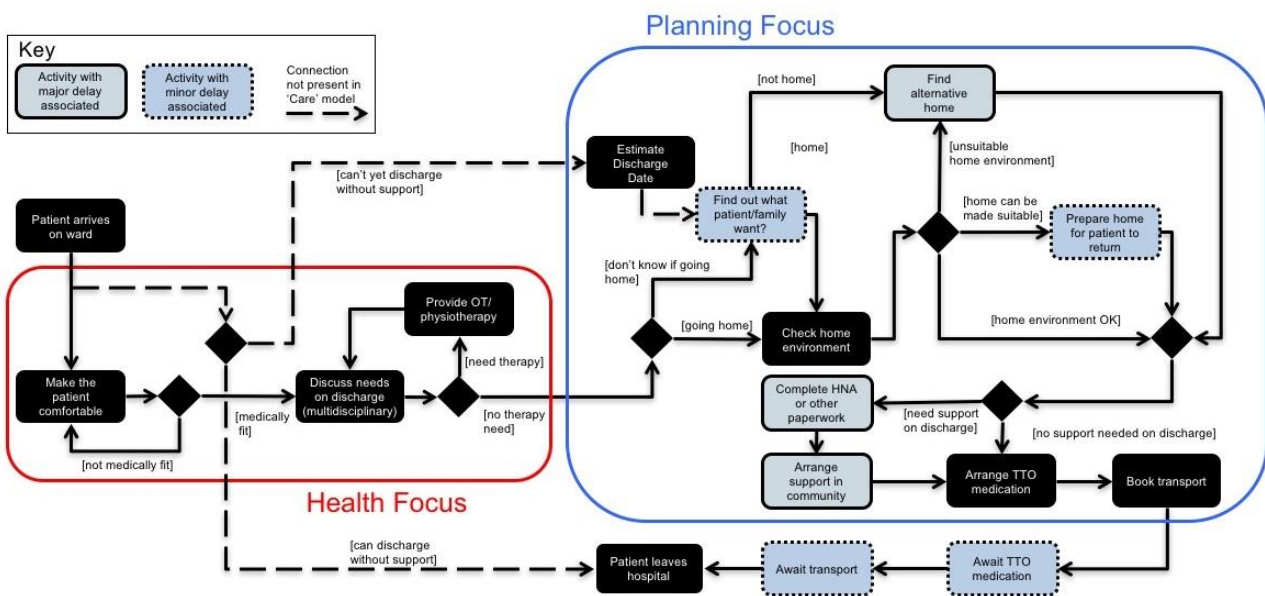 Planning Focus
Key
Activity with
major delay
associated
Activity with
minor delay
associated
Connection
not present in
‘Care’ model
[not home]
Find
alternative
home
[home]
[unsuitable
home environment]
Estimate
Discharge
Date
[can’t yet discharge
without support]
Find out what
patient/family
want?
[home can be
made suitable]
Prepare home
for patient to
return
Patient arrives
on ward
[don’t know if going
home]
Provide OT/
physiotherapy
[going home]
Check home
environment
[home environment OK]
[need therapy]
Make the
patient
comfortable
Discuss needs
on discharge
(multidisciplinary)
[medically
fit]
[no therapy
need]
[not medically fit]
Complete HNA
or other
paperwork
[need support
on discharge]
[no support needed on discharge]
Arrange
support in
community
Arrange TTO
medication
Book transport
Health Focus
[can discharge
without support]
Patient leaves
hospital
Await transport
Await TTO
medication